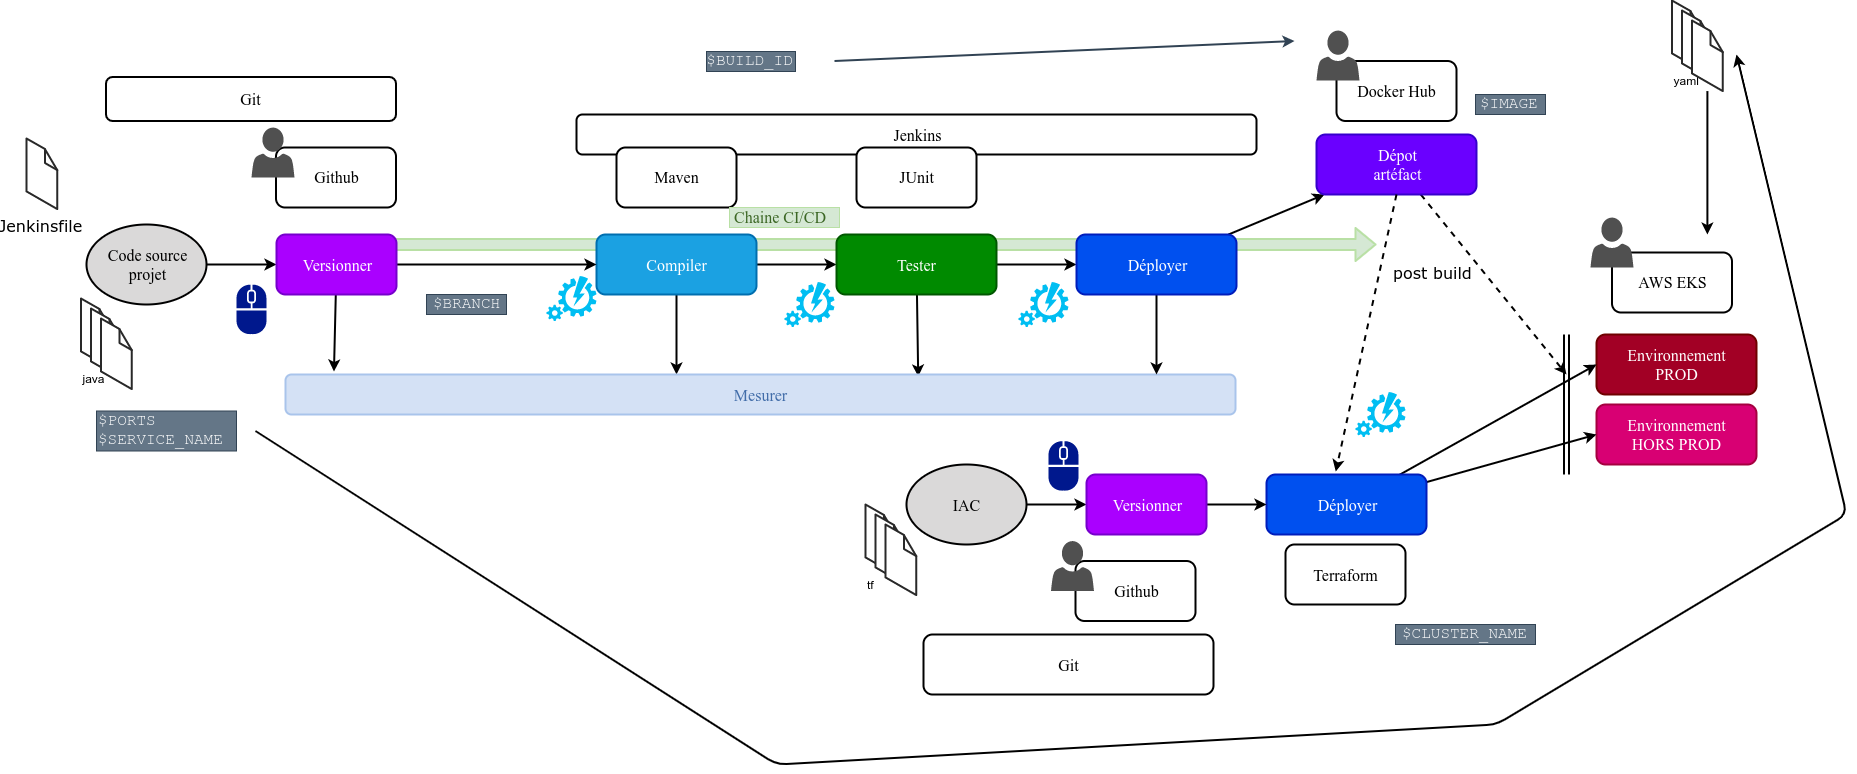 $BUILD_ID
yaml
Git
Docker Hub
$IMAGE
Jenkins
Github
Maven
JUnit
Dépot
artéfact
Jenkinsfile
Chaine CI/CD
Code source
projet
Versionner
Compiler
Tester
Déployer
post build
AWS EKS
$BRANCH
java
Mesurer
Environnement
PROD
$PORTS
$SERVICE_NAME
Environnement
HORS PROD
IAC
Versionner
Déployer
tf
Github
Terraform
$CLUSTER_NAME
Git